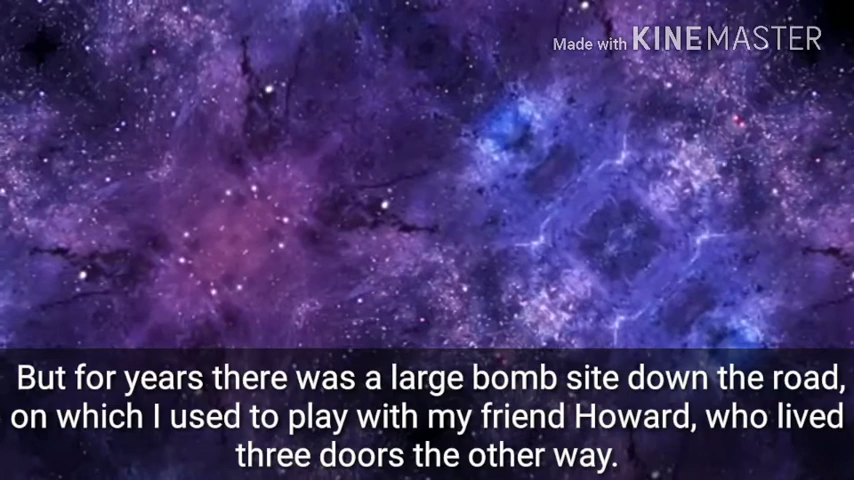 Made with KINEMASTER
But for years there was a large bomb site down the road,
on which I used to play with my friend Howard, who lived
three doors the other way.